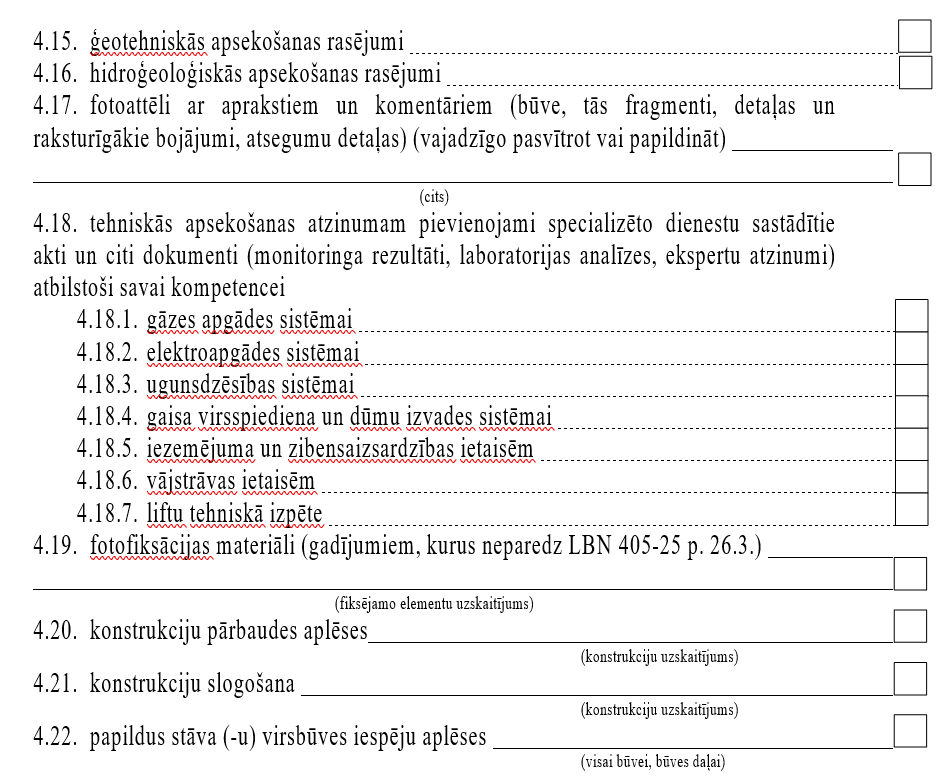 4.15. ģeotehniskās apsekošanas rasējumi
4.16. hidroģeoloģiskās apsekošanas rasējumi
4.17. fotoattēli ar aprakstiem un komentāriem (būve, tās fragmenti, detaļas un
raksturīgākie bojājumi, atsegumu detaļas) (vajadzīgo pasvītrot vai papildināt)
(cits)
4.18. tehniskās apsekošanas atzinumam pievienojami specializēto dienestu sastādītie
akti un citi dokumenti (monitoringa rezultāti, laboratorijas analīzes, ekspertu atzinumi)
atbilstoši savai kompetencei
4.18.1. gāzes apgādes sistēmai
4.18.2. elektroapgādes sistēmai
4.18.3. ugunsdzēsības sistēmai
4.18.4. gaisa virsspiediena un dūmu izvades sistēmai
4.18.5. iezemējuma un zibensaizsardzības ietaisēm
4.18.6. vājstrāvas ietaisēm
4.18.7. liftu tehniskā izpēte
4.19. fotofiksācijas materiāli (gadījumiem, kurus neparedz LBN 405-25 p. 26.3.)
(fiksējamo elementu uzskaitījums)
4.20. konstrukciju pārbaudes aplēses
(konstrukciju uzskaitījums)
4.21. konstrukciju slogošana
(konstrukciju uzskaitījums)
4.22. papildus stāva (-u) virsbūves iespēju aplēses
(visai būvei, būves daļai)